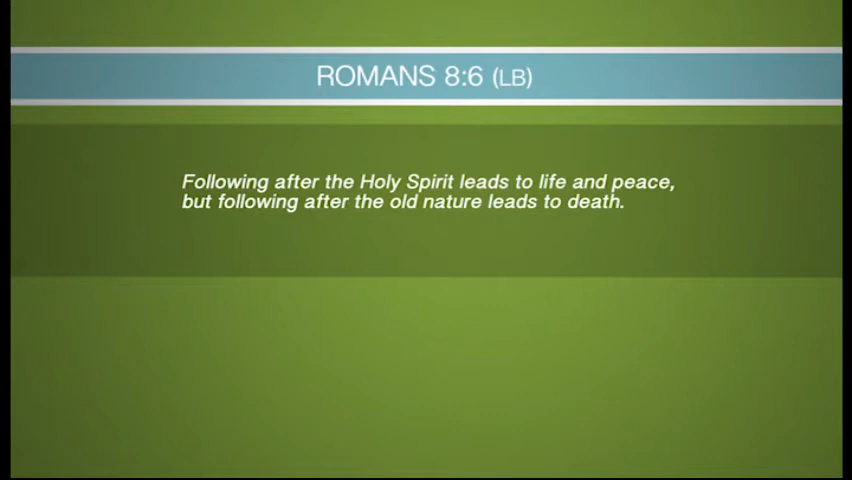 ROMANS 8:6 (LB)
Following after the Holy Spirit leads to life and peace,
but following after the old nature leads to death.